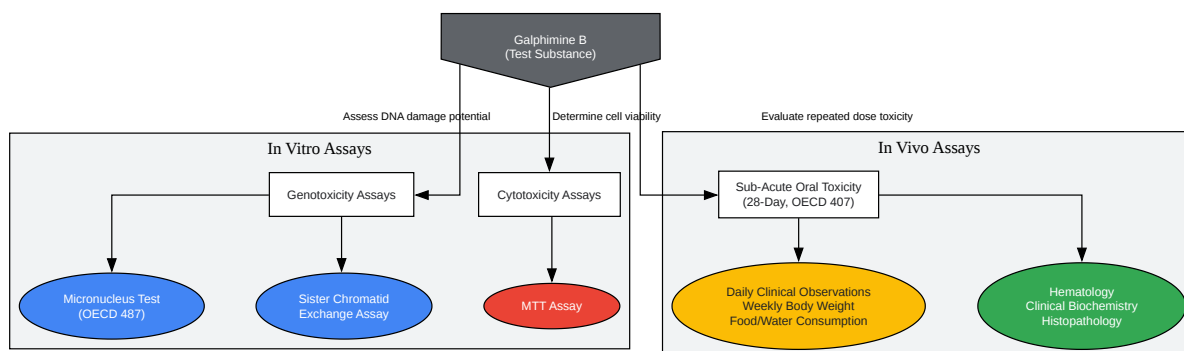 Galphimine B
(Test Substance)
Assess DNA damage potential
Determine cell viability
Evaluate repeated dose toxicity
In Vitro Assays
In Vivo Assays
Genotoxicity Assays
Cytotoxicity Assays
Sub-Acute Oral Toxicity
(28-Day, OECD 407)
Micronucleus Test
(OECD 487)
Sister Chromatid
Exchange Assay
MTT Assay
Daily Clinical Observations
Weekly Body Weight
Food/Water Consumption
Hematology
Clinical Biochemistry
Histopathology